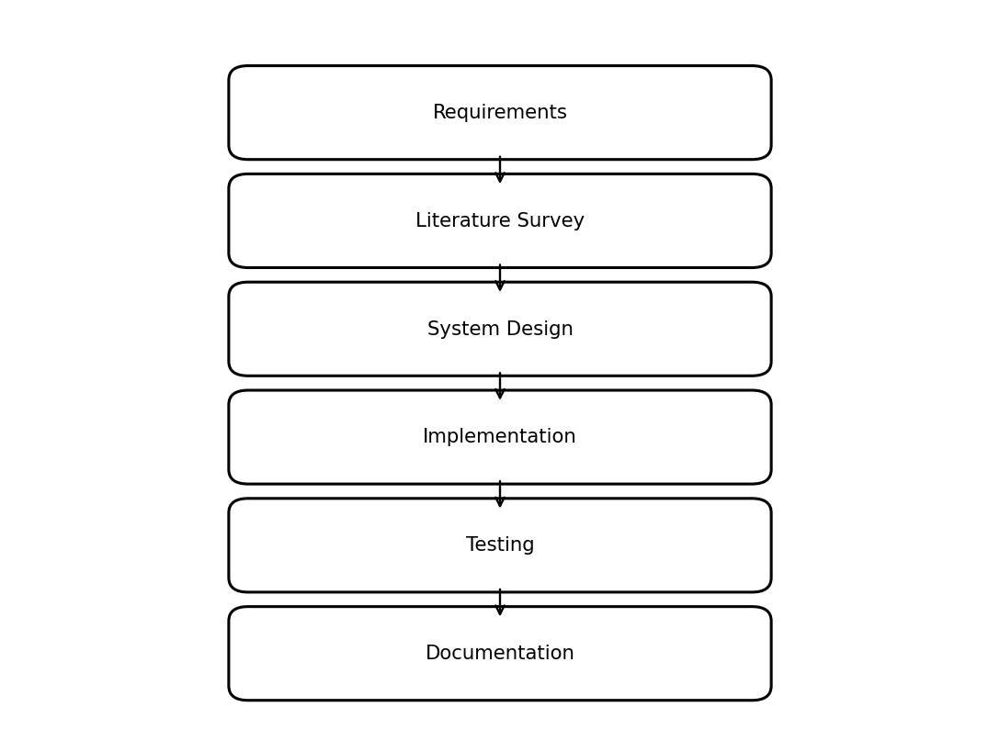 Requirements
Literature Survey
System Design
Implementation
Testing
Documentation